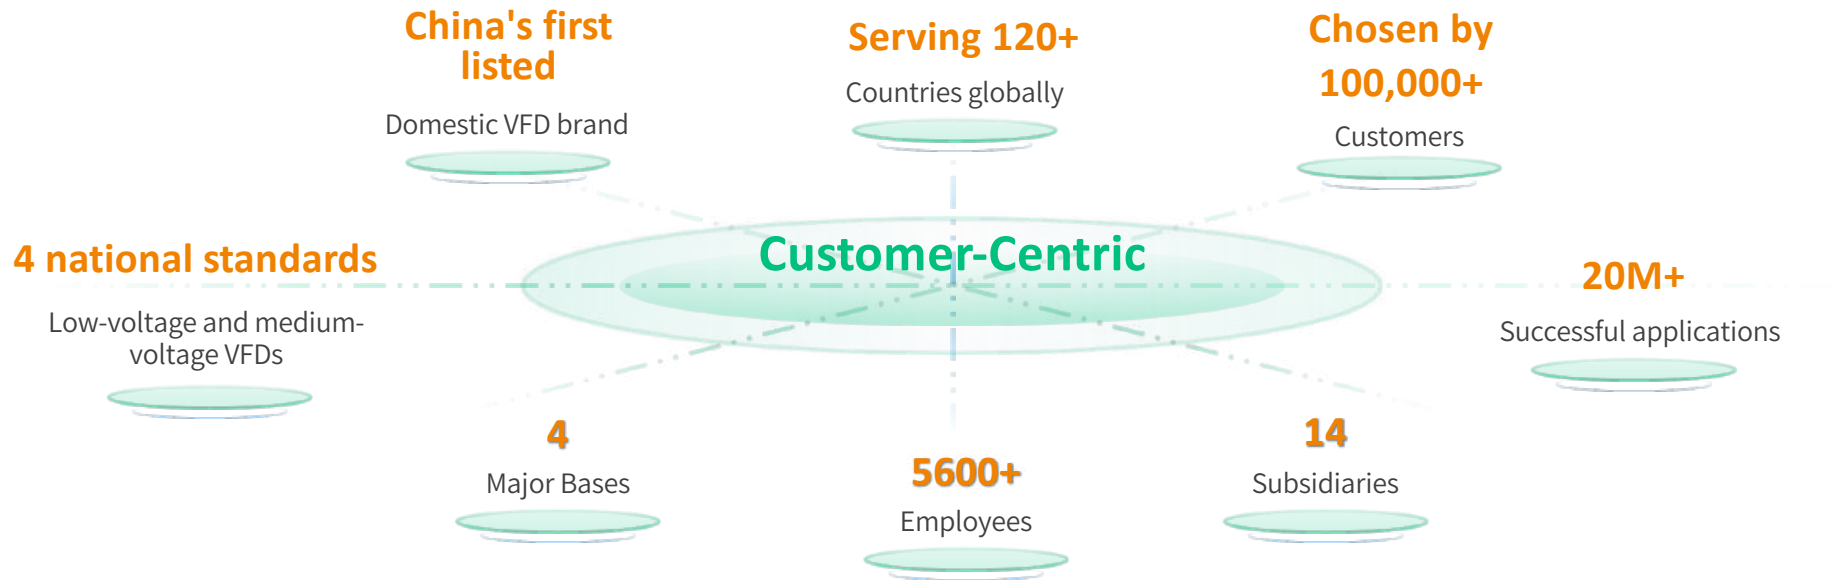 China's first
listed
Domestic VFD brand
Serving 120+
Countries globally
Chosen by
100,000+
Customers
4 national standards
Low-voltage and medium-
voltage VFDs
Customer-Centric
20M+
Successful applications
4
Major Bases
5600+
Employees
14
Subsidiaries